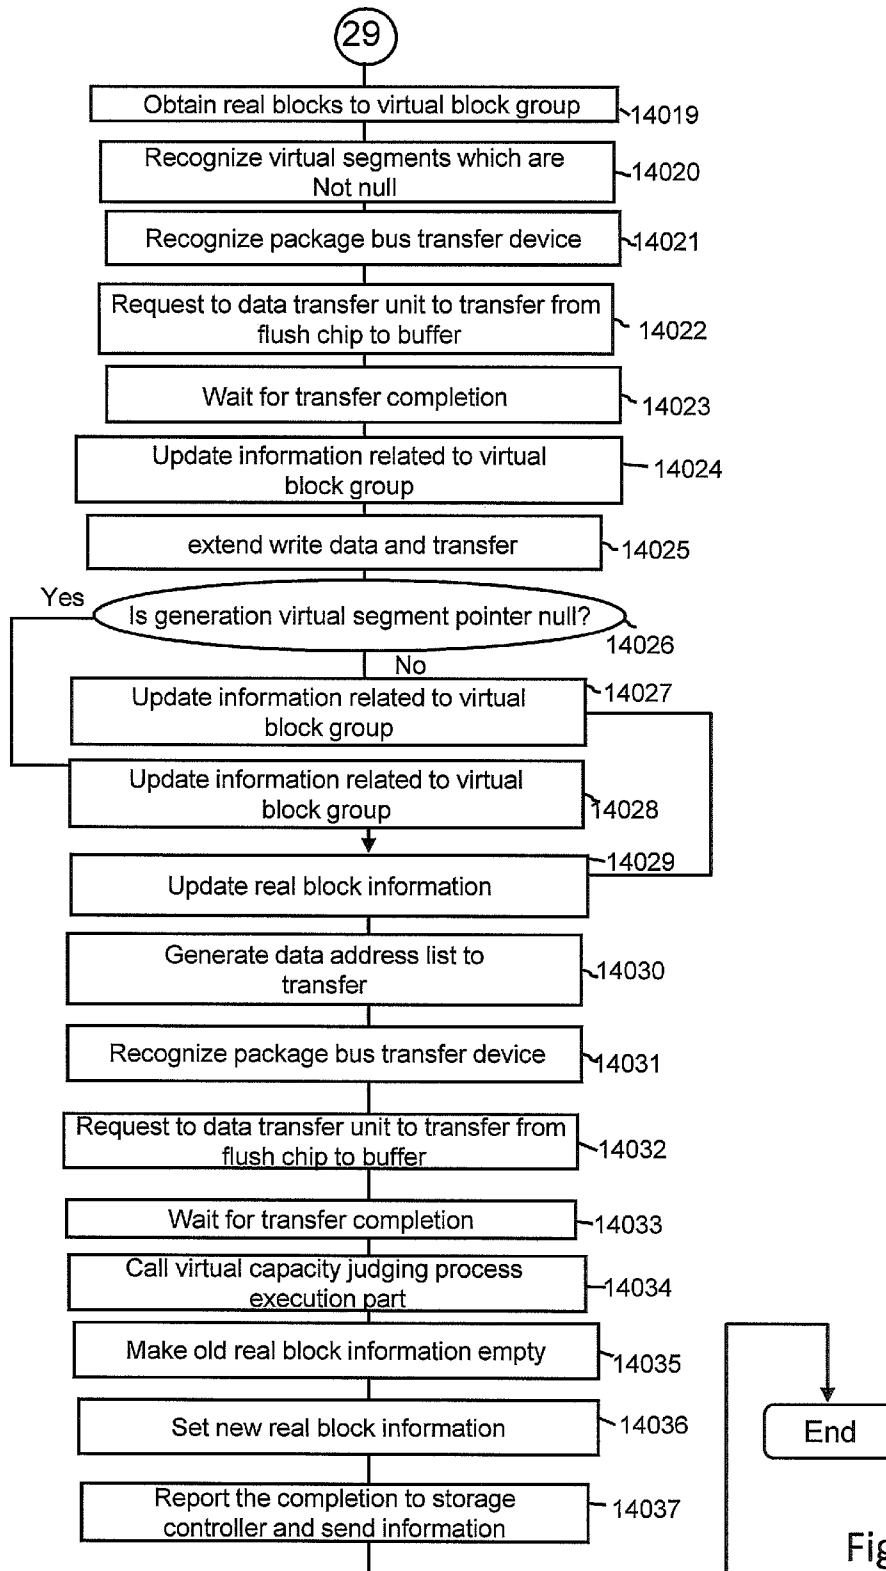 29
Obtain real blocks to virtual block group
14019
Recognize virtual segments which are
Not null
14020
Recognize package bus transfer device
14021
Request to data transfer unit to transfer from
flush chip to buffer
14022
Wait for transfer completion
14023
Update information related to virtual
block group
14024
extend write data and transfer
14025
Yes
Is generation virtual segment pointer null?
14026
No
Update information related to virtual
block group
14027
Update information related to virtual
block group
14028
Update real block information
14029
Generate data address list to
transfer
14030
Recognize package bus transfer device
14031
Request to data transfer unit to transfer from
flush chip to buffer
14032
Wait for transfer completion
14033
Call virtual capacity judging process
execution part
14034
Make old real block information empty
14035
Set new real block information
14036
End
Report the completion to storage
controller and send information
14037
Fig